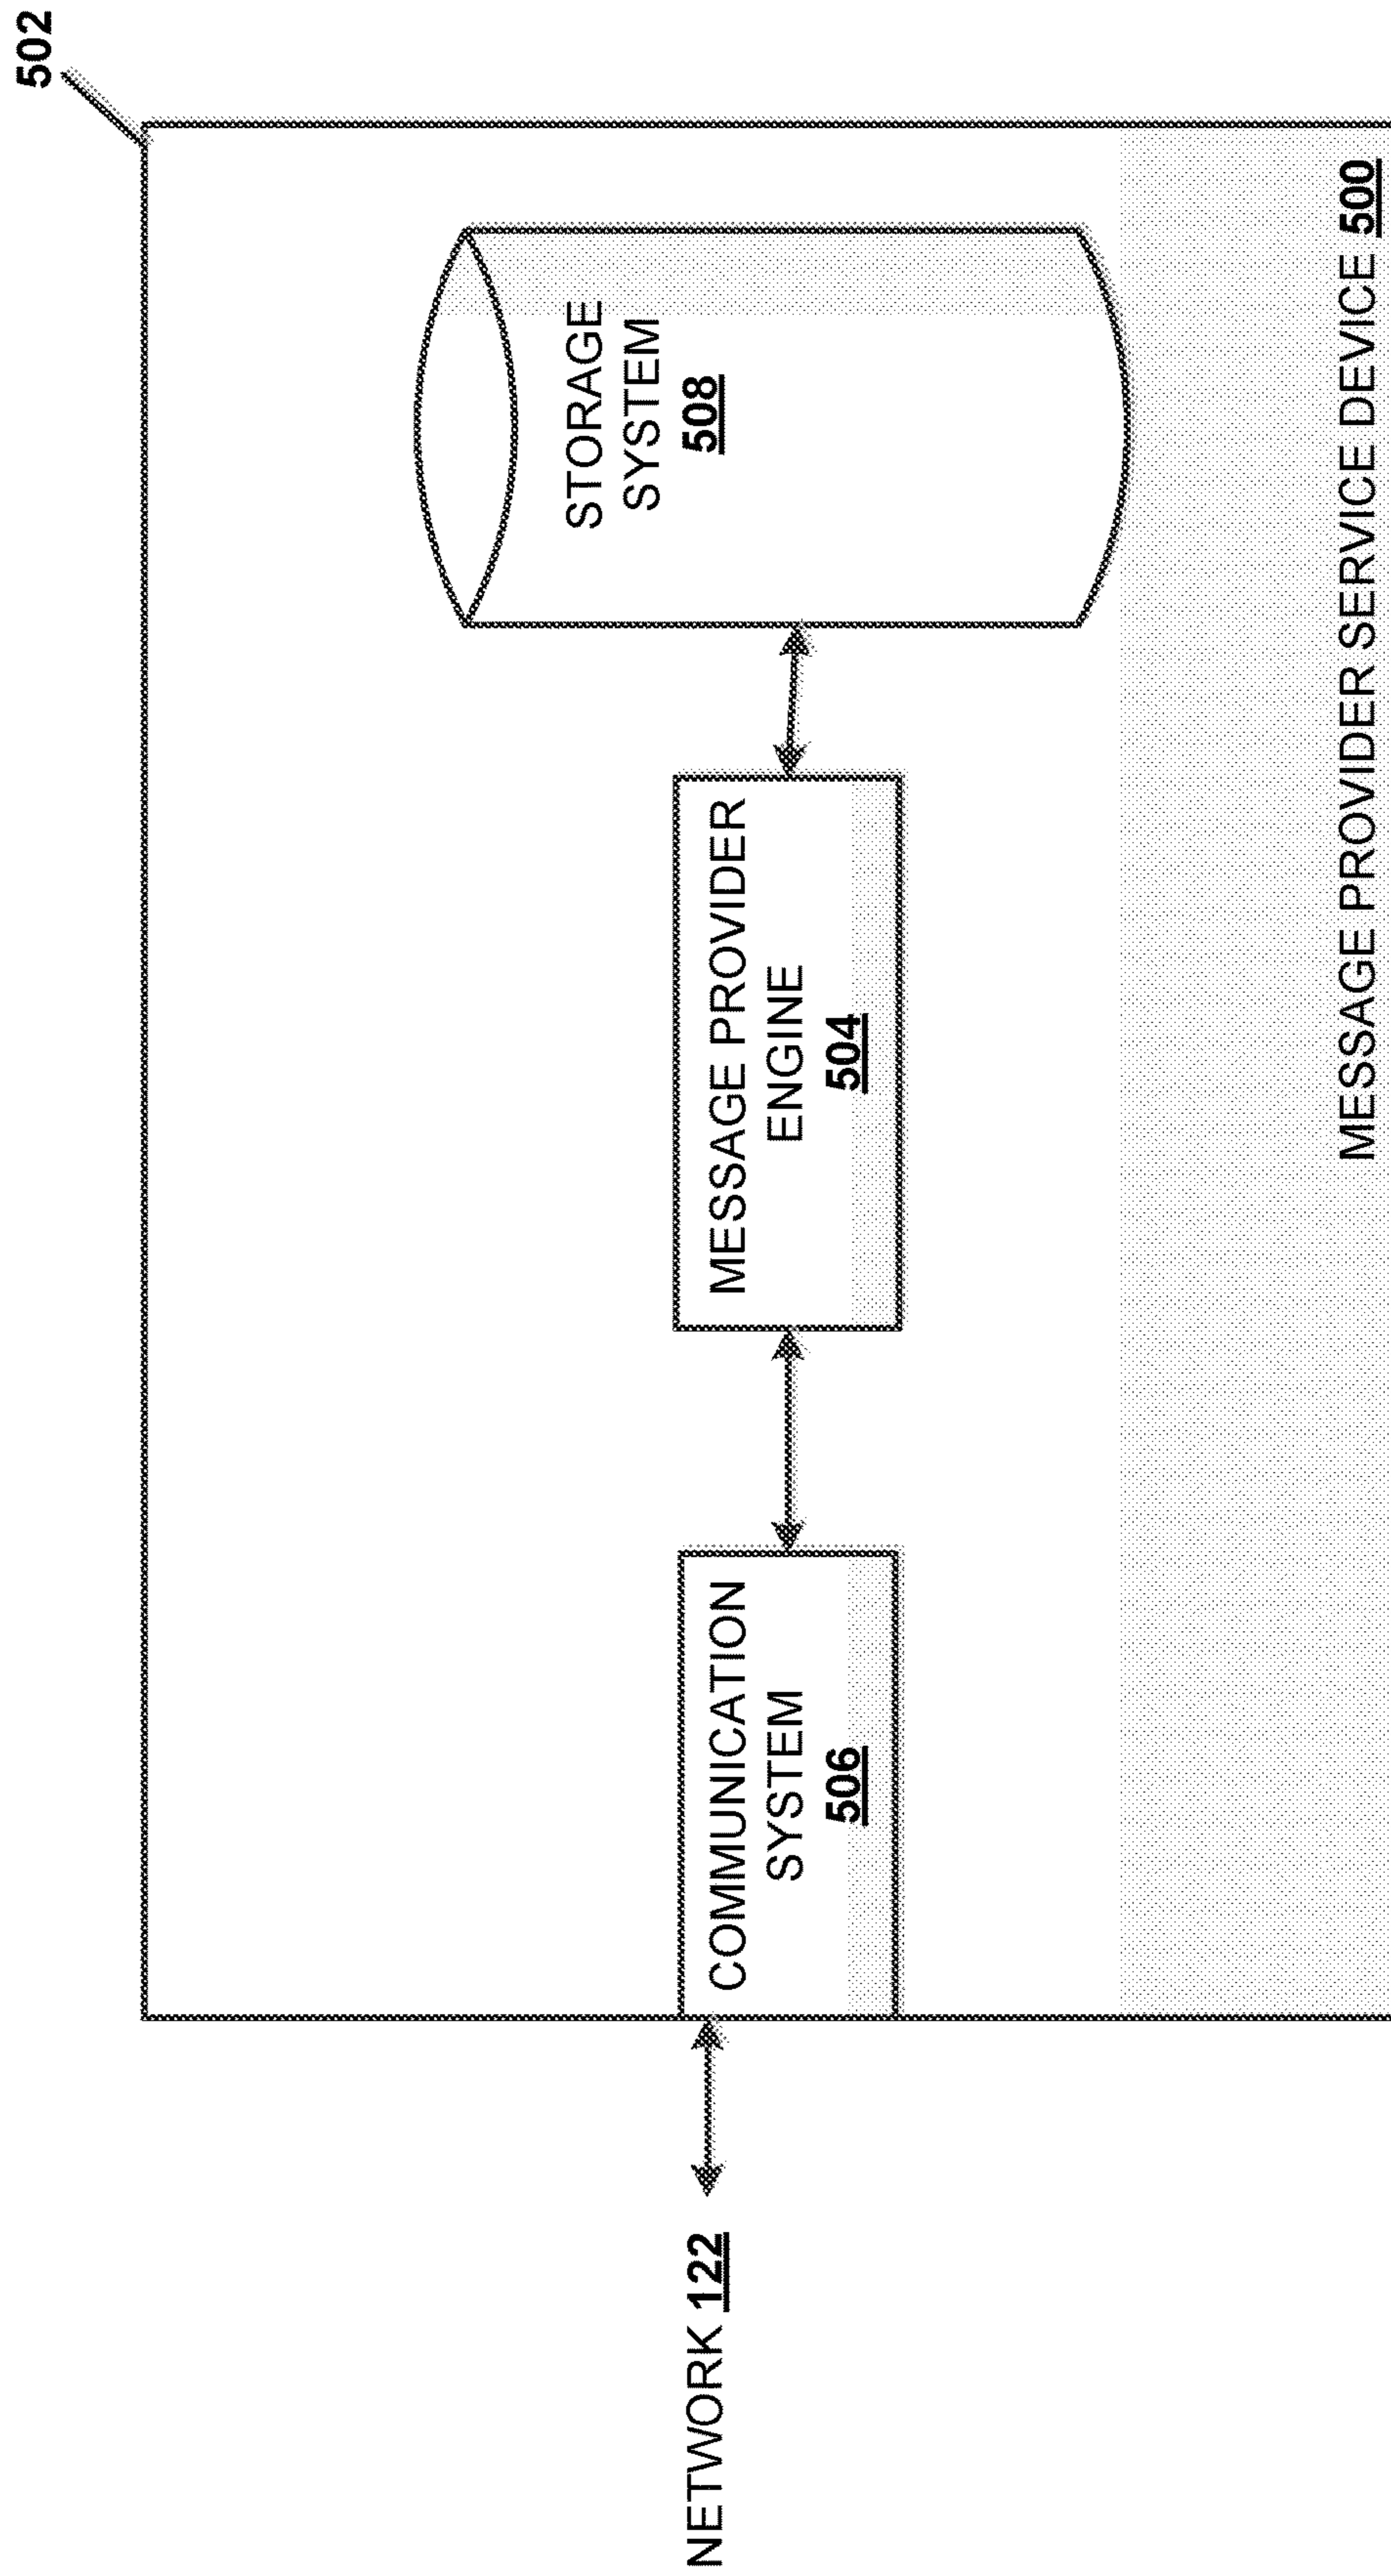 502
STORAGE
SYSTEM
508
MESSAGE PROVIDER
ENGINE
504
COMMUNICATION
SYSTEM
506
NETWORK 122
MESSAGE PROVIDER SERVICE DEVICE 500